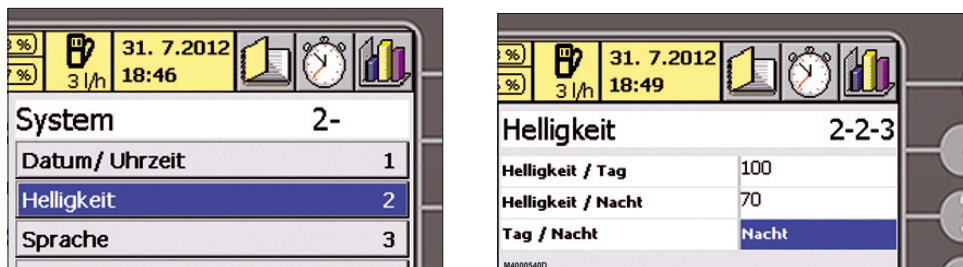 %)
%)
3 l/h
31. 7.2012
18:46
System 2-
Datum/ Uhrzeit 1
Helligkeit 2
Sprache 3
%)
%)
3 l/h
31. 7.2012
18:49
Helligkeit 2-2-3
Helligkeit / Tag 100
Helligkeit / Nacht 70
Tag / Nacht Nacht
M4000540D